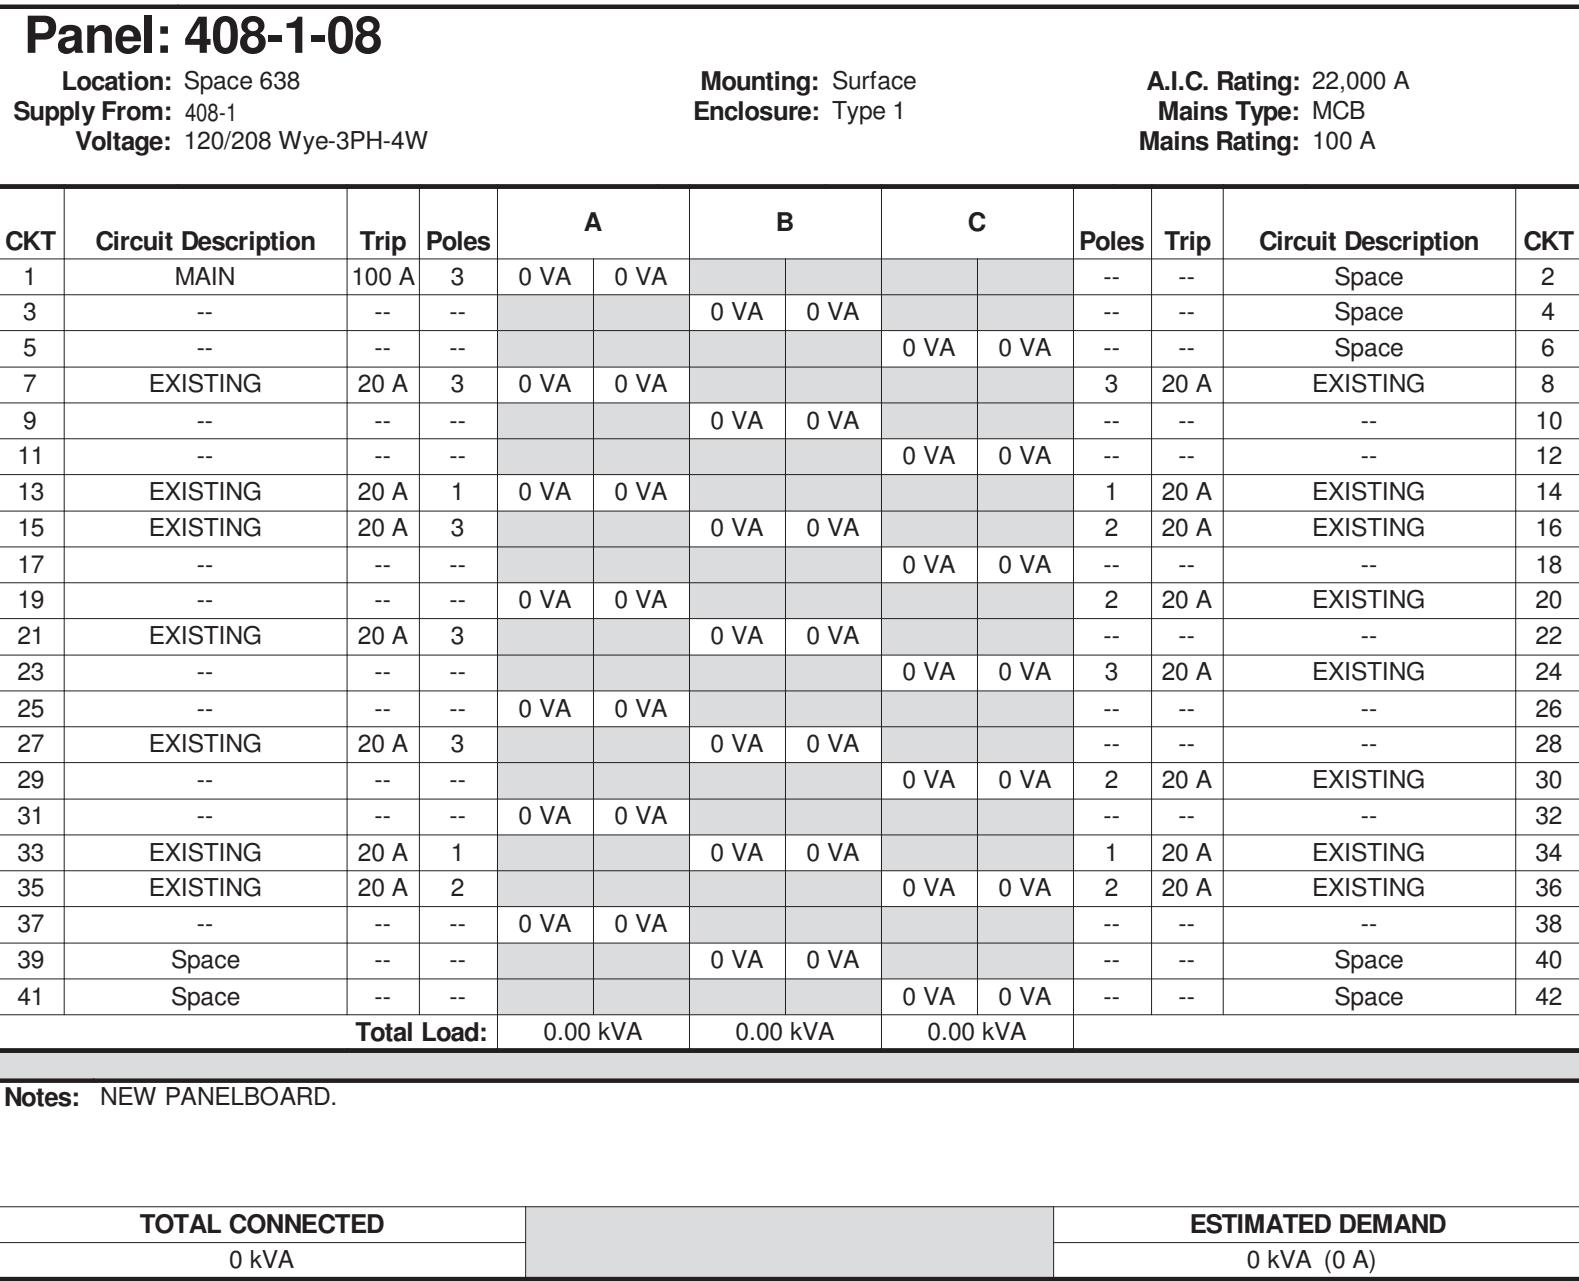 Panel: 408-1-08
Location: Space 638 Mounting: Surface A.I.C. Rating: 22,000 A
Supply From: 408-1 Enclosure: Type 1 Mains Type: MCB
Voltage: 120/208 Wye-3PH-4W Mains Rating: 100 A
CKT Circuit Description Trip Poles A B C Poles Trip Circuit Description CKT
1 MAIN 100 A 3 0 VA 0 VA -- -- Space 2
3 -- -- -- 0 VA 0 VA -- -- Space 4
5 -- -- -- 0 VA 0 VA -- -- Space 6
7 EXISTING 20 A 3 0 VA 0 VA 3 20 A EXISTING 8
9 -- -- -- 0 VA 0 VA -- -- -- 10
11 -- -- -- 0 VA 0 VA -- -- -- 12
13 EXISTING 20 A 1 0 VA 0 VA 1 20 A EXISTING 14
15 EXISTING 20 A 3 0 VA 0 VA 2 20 A EXISTING 16
17 -- -- -- 0 VA 0 VA -- -- -- 18
19 -- -- -- 0 VA 0 VA 2 20 A EXISTING 20
21 EXISTING 20 A 3 0 VA 0 VA -- -- -- 22
23 -- -- -- 0 VA 0 VA 3 20 A EXISTING 24
25 -- -- -- 0 VA 0 VA -- -- -- 26
27 EXISTING 20 A 3 0 VA 0 VA -- -- -- 28
29 -- -- -- 0 VA 0 VA 2 20 A EXISTING 30
31 -- -- -- 0 VA 0 VA -- -- -- 32
33 EXISTING 20 A 1 0 VA 0 VA 1 20 A EXISTING 34
35 EXISTING 20 A 2 0 VA 0 VA 2 20 A EXISTING 36
37 -- -- -- 0 VA 0 VA -- -- -- 38
39 Space -- -- 0 VA 0 VA -- -- Space 40
41 Space -- -- 0 VA 0 VA -- -- Space 42
Total Load: 0.00 kVA 0.00 kVA 0.00 kVA
Notes: NEW PANELBOARD.
TOTAL CONNECTED ESTIMATED DEMAND
0 kVA 0 kVA (0 A)